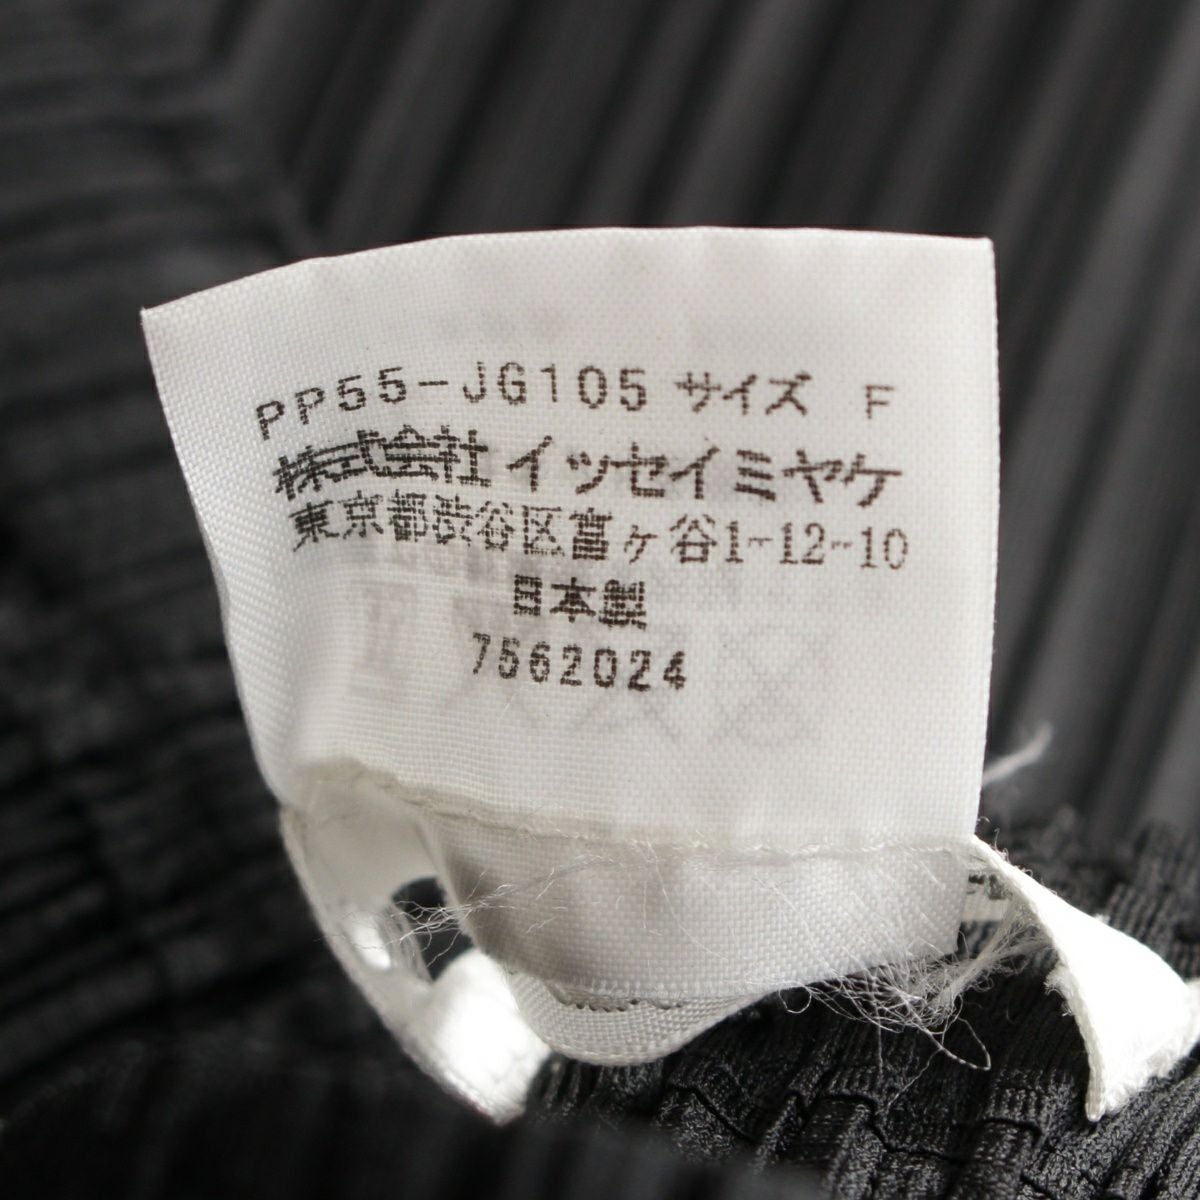 PP55-JG105 サイズ F
株式会社 イッセイミヤケ
東京都渋谷区富ヶ谷1-12-10
日本製
7562024